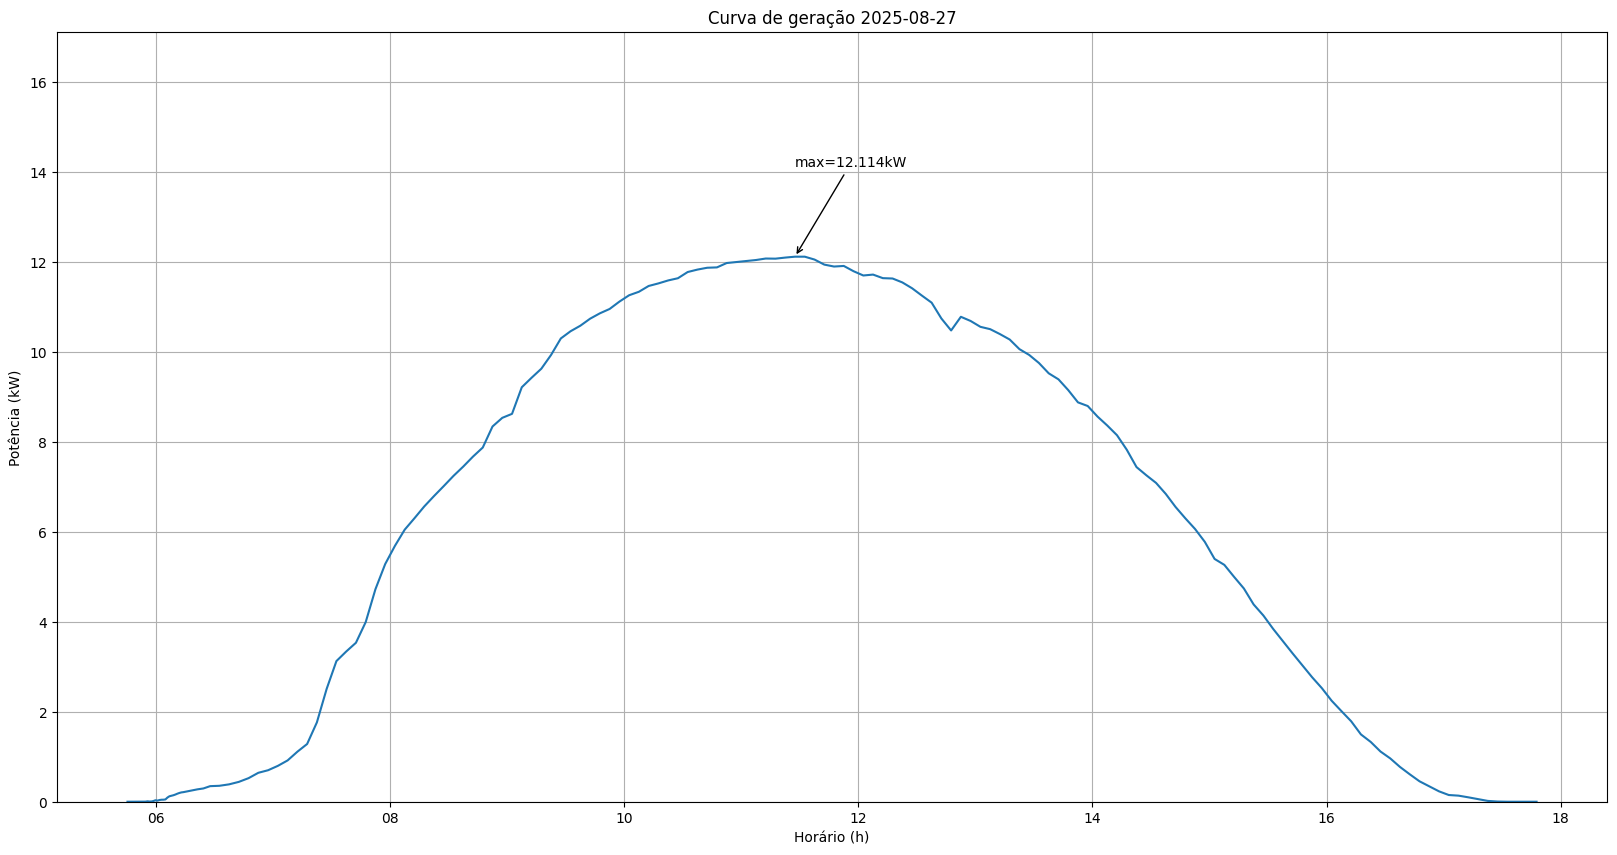 Curva de geração 2025-08-27
16
14
12
10
8
6
4
2
0
Potência (kW)
max=12.114kW
06 08 10 12 14 16 18
Horário (h)